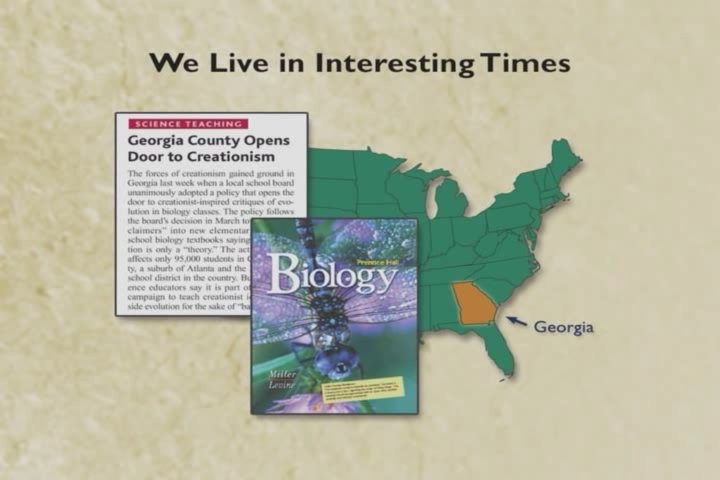 We Live in Interesting Times
SCIENCE TEACHING
Georgia County Opens
Door to Creationism
The forces of creationism gained ground in
Georgia last week when a local school board
unanimously adopted a policy that opens the
door to creationist-inspired critiques of evo-
lution in biology classes. The policy follows
the board's decision in March to
claimers" into new elementar
school biology textbooks saying
tion is only a "theory." The act
affects only 95,000 students in C
ty, a suburb of Atlanta and the
school district in the country. Bu
ence educators say it is part of
campaign to teach creationist i
side evolution for the sake of "ba
Prentice Hall
Biology
Miller
Levine
Georgia